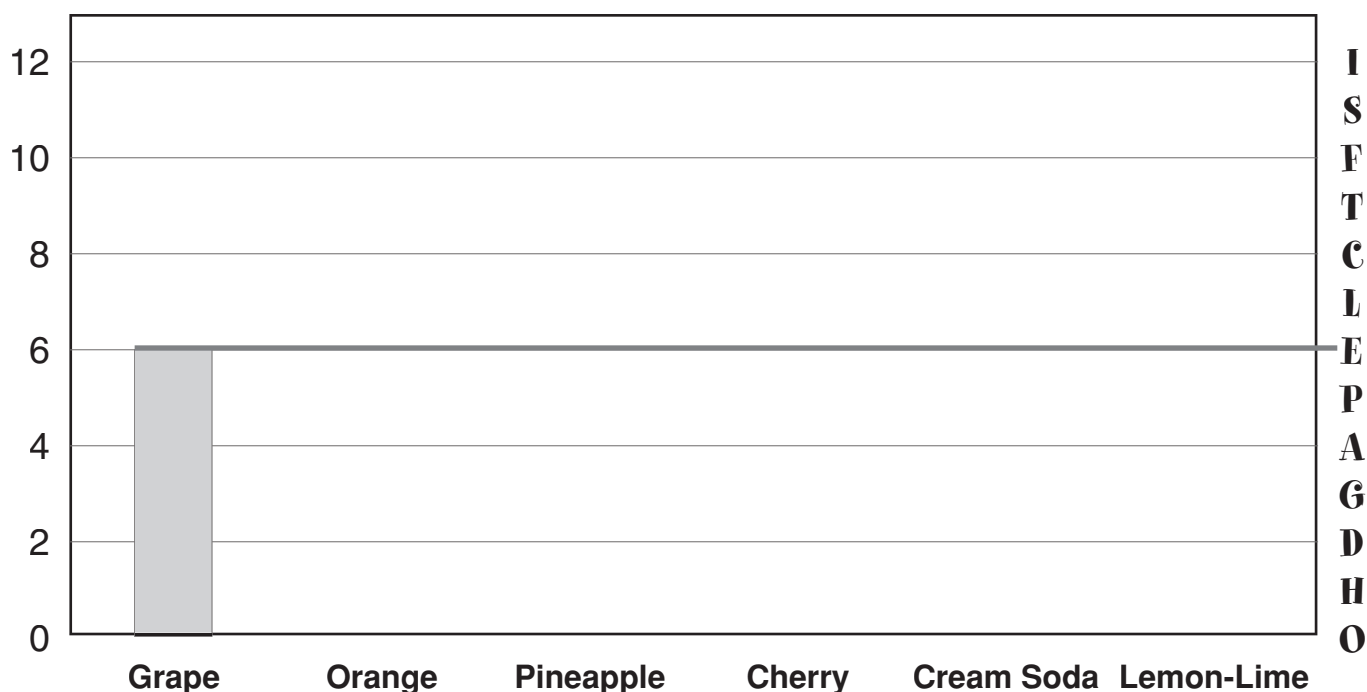 12
10
8
6
4
2
0
I
S
F
T
C
L
E
P
A
G
D
H
O
Grape Orange Pineapple Cherry Cream Soda Lemon-Lime